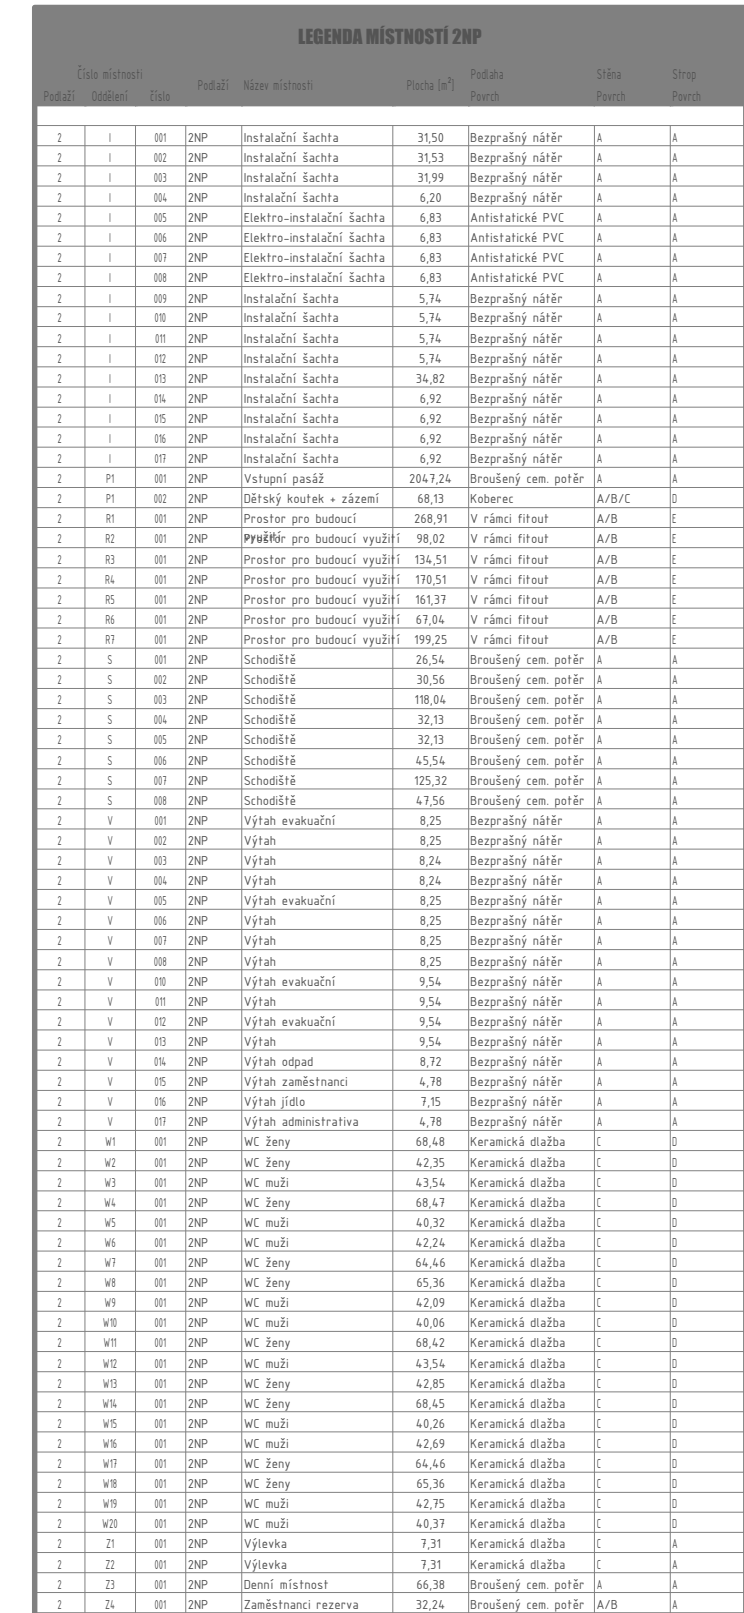 LEGENDA MÍSTNOSTÍ 2NP
Číslo místnosti Podlaží Název místnosti Plocha [m²] Podlaha Stěna Strop
Podlaží Oddělení číslo Povrch Povrch Povrch
2 I 001 2NP Instalační šachta 31,50 Bezprašný nátěr A A
2 I 002 2NP Instalační šachta 31,53 Bezprašný nátěr A A
2 I 003 2NP Instalační šachta 31,99 Bezprašný nátěr A A
2 I 004 2NP Instalační šachta 6,20 Bezprašný nátěr A A
2 I 005 2NP Elektro-instalační šachta 6,83 Antistatické PVC A A
2 I 006 2NP Elektro-instalační šachta 6,83 Antistatické PVC A A
2 I 007 2NP Elektro-instalační šachta 6,83 Antistatické PVC A A
2 I 008 2NP Elektro-instalační šachta 6,83 Antistatické PVC A A
2 I 009 2NP Instalační šachta 5,74 Bezprašný nátěr A A
2 I 010 2NP Instalační šachta 5,74 Bezprašný nátěr A A
2 I 011 2NP Instalační šachta 5,74 Bezprašný nátěr A A
2 I 012 2NP Instalační šachta 5,74 Bezprašný nátěr A A
2 I 013 2NP Instalační šachta 34,82 Bezprašný nátěr A A
2 I 014 2NP Instalační šachta 6,92 Bezprašný nátěr A A
2 I 015 2NP Instalační šachta 6,92 Bezprašný nátěr A A
2 I 016 2NP Instalační šachta 6,92 Bezprašný nátěr A A
2 I 017 2NP Instalační šachta 6,92 Bezprašný nátěr A A
2 P1 001 2NP Vstupní pasáž 2047,24 Broušený cem. potěr A A
2 P1 002 2NP Dětský koutek + zázemí 68,13 Koberec A/B/C D
2 R1 001 2NP Prostor pro budoucí 268,91 V rámci fitout A/B E
využití
2 R2 001 2NP Prostor pro budoucí využití 98,02 V rámci fitout A/B E
2 R3 001 2NP Prostor pro budoucí využití 134,51 V rámci fitout A/B E
2 R4 001 2NP Prostor pro budoucí využití 170,51 V rámci fitout A/B E
2 R5 001 2NP Prostor pro budoucí využití 161,37 V rámci fitout A/B E
2 R6 001 2NP Prostor pro budoucí využití 67,04 V rámci fitout A/B E
2 R7 001 2NP Prostor pro budoucí využití 199,25 V rámci fitout A/B E
2 S 001 2NP Schodiště 26,54 Broušený cem. potěr A A
2 S 002 2NP Schodiště 30,56 Broušený cem. potěr A A
2 S 003 2NP Schodiště 118,04 Broušený cem. potěr A A
2 S 004 2NP Schodiště 32,13 Broušený cem. potěr A A
2 S 005 2NP Schodiště 32,13 Broušený cem. potěr A A
2 S 006 2NP Schodiště 45,54 Broušený cem. potěr A A
2 S 007 2NP Schodiště 125,32 Broušený cem. potěr A A
2 S 008 2NP Schodiště 47,56 Broušený cem. potěr A A
2 V 001 2NP Výtah evakuační 8,25 Bezprašný nátěr A A
2 V 002 2NP Výtah 8,25 Bezprašný nátěr A A
2 V 003 2NP Výtah 8,24 Bezprašný nátěr A A
2 V 004 2NP Výtah 8,24 Bezprašný nátěr A A
2 V 005 2NP Výtah evakuační 8,25 Bezprašný nátěr A A
2 V 006 2NP Výtah 8,25 Bezprašný nátěr A A
2 V 007 2NP Výtah 8,25 Bezprašný nátěr A A
2 V 008 2NP Výtah 8,25 Bezprašný nátěr A A
2 V 010 2NP Výtah evakuační 9,54 Bezprašný nátěr A A
2 V 011 2NP Výtah 9,54 Bezprašný nátěr A A
2 V 012 2NP Výtah evakuační 9,54 Bezprašný nátěr A A
2 V 013 2NP Výtah 9,54 Bezprašný nátěr A A
2 V 014 2NP Výtah odpad 8,72 Bezprašný nátěr A A
2 V 015 2NP Výtah zaměstnanci 4,78 Bezprašný nátěr A A
2 V 016 2NP Výtah jídlo 7,15 Bezprašný nátěr A A
2 V 017 2NP Výtah administrativa 4,78 Bezprašný nátěr A A
2 W1 001 2NP WC ženy 68,48 Keramická dlažba C D
2 W2 001 2NP WC ženy 42,35 Keramická dlažba C D
2 W3 001 2NP WC muži 43,54 Keramická dlažba C D
2 W4 001 2NP WC ženy 68,47 Keramická dlažba C D
2 W5 001 2NP WC muži 40,32 Keramická dlažba C D
2 W6 001 2NP WC muži 42,24 Keramická dlažba C D
2 W7 001 2NP WC ženy 64,46 Keramická dlažba C D
2 W8 001 2NP WC ženy 65,36 Keramická dlažba C D
2 W9 001 2NP WC muži 42,09 Keramická dlažba C D
2 W10 001 2NP WC muži 40,06 Keramická dlažba C D
2 W11 001 2NP WC ženy 68,42 Keramická dlažba C D
2 W12 001 2NP WC muži 43,54 Keramická dlažba C D
2 W13 001 2NP WC ženy 42,85 Keramická dlažba C D
2 W14 001 2NP WC ženy 68,45 Keramická dlažba C D
2 W15 001 2NP WC muži 40,26 Keramická dlažba C D
2 W16 001 2NP WC muži 42,69 Keramická dlažba C D
2 W17 001 2NP WC ženy 64,46 Keramická dlažba C D
2 W18 001 2NP WC ženy 65,36 Keramická dlažba C D
2 W19 001 2NP WC muži 42,75 Keramická dlažba C D
2 W20 001 2NP WC muži 40,37 Keramická dlažba C D
2 Z1 001 2NP Výlevka 7,31 Keramická dlažba C A
2 Z2 001 2NP Výlevka 7,31 Keramická dlažba C A
2 Z3 001 2NP Denní místnost 66,38 Broušený cem. potěr A A
2 Z4 001 2NP Zaměstnanci rezerva 32,24 Broušený cem. potěr A/B A